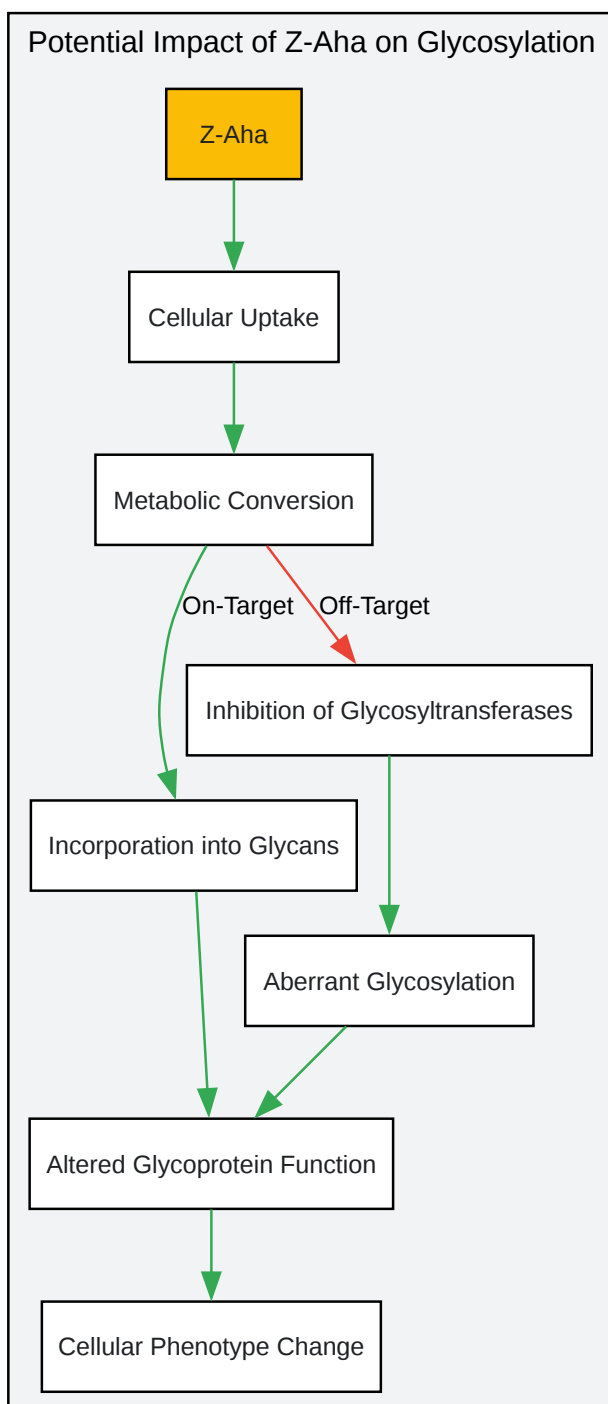 Potential Impact of Z-Aha on Glycosylation
Z-Aha
Cellular Uptake
Metabolic Conversion
On-Target
Off-Target
Inhibition of Glycosyltransferases
Incorporation into Glycans
Aberrant Glycosylation
Altered Glycoprotein Function
Cellular Phenotype Change